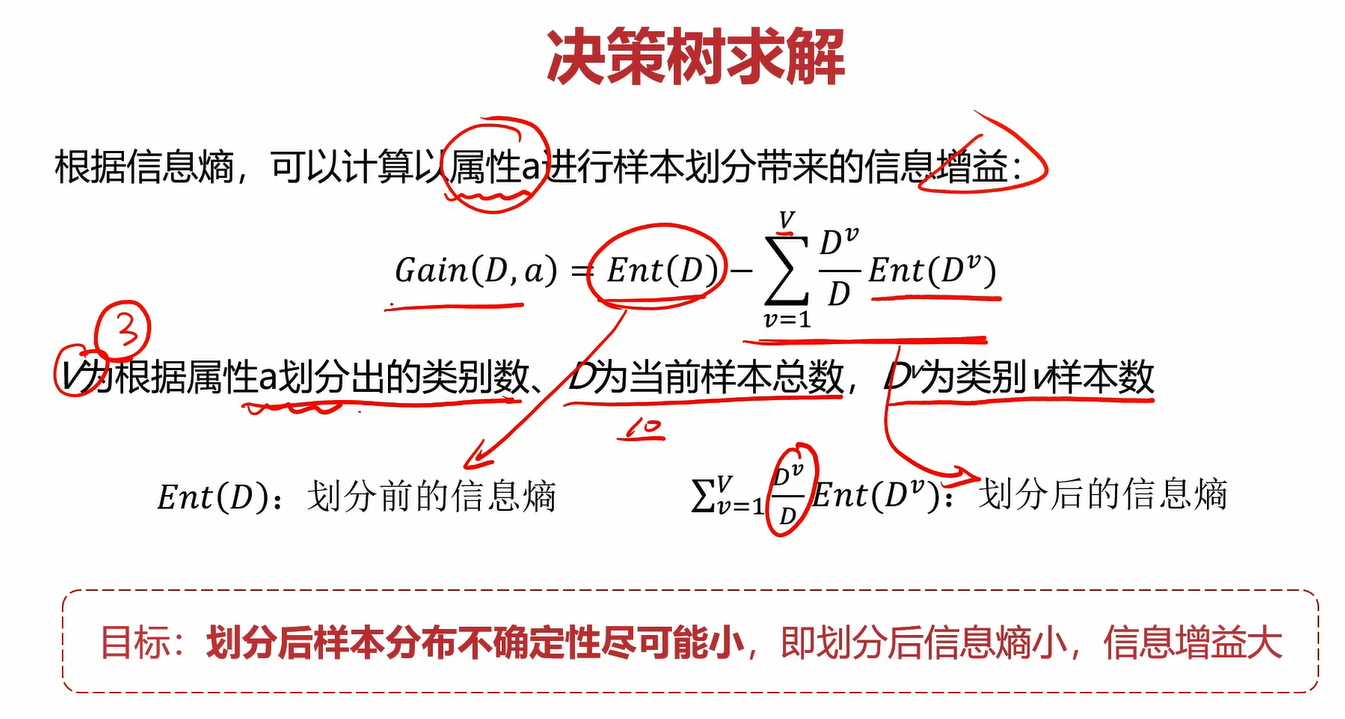 决策树求解
根据信息熵，可以计算以属性a进行样本划分带来的信息增益：
Gain(D, a) = Ent(D) − ∑_{v=1}^{V} D^v/D Ent(D^v)
3
V为根据属性a划分出的类别数、D为当前样本总数，D^v为类别v样本数
10
Ent(D)：划分前的信息熵
∑_{v=1}^{V} D^v/D Ent(D^v)：划分后的信息熵
目标：划分后样本分布不确定性尽可能小，即划分后信息熵小，信息增益大